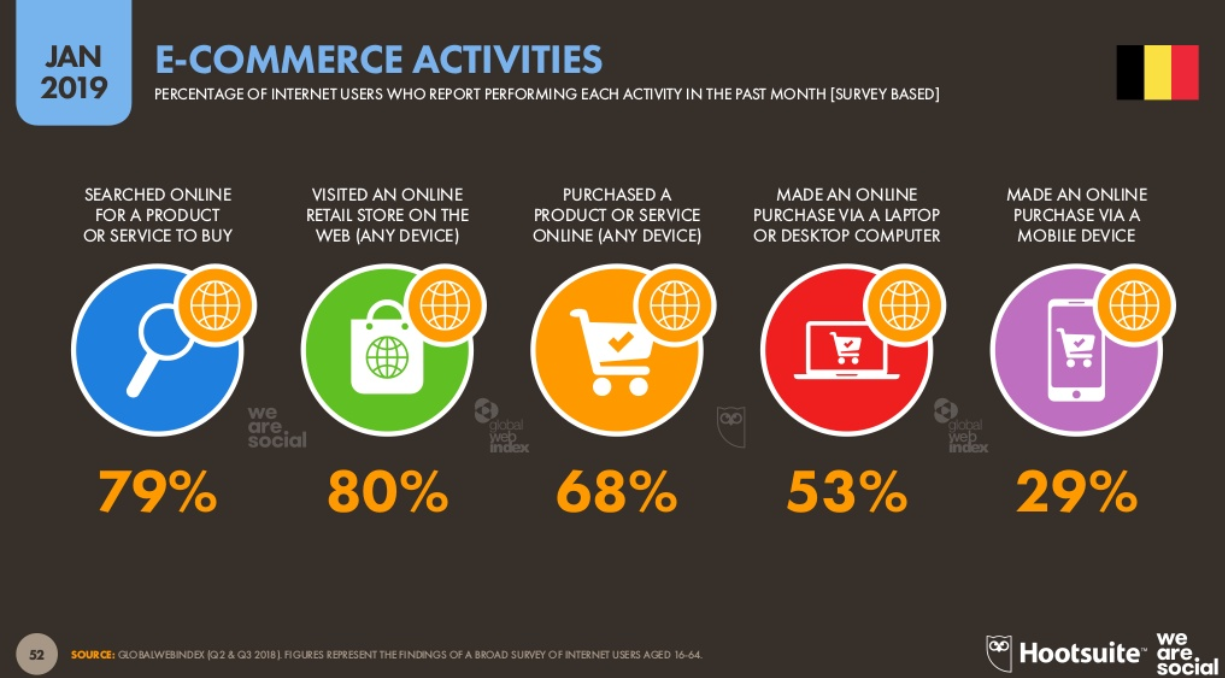 JAN
2019
E-COMMERCE ACTIVITIES
PERCENTAGE OF INTERNET USERS WHO REPORT PERFORMING EACH ACTIVITY IN THE PAST MONTH [SURVEY BASED]
SEARCHED ONLINE
FOR A PRODUCT
OR SERVICE TO BUY
VISITED AN ONLINE
RETAIL STORE ON THE
WEB (ANY DEVICE)
PURCHASED A
PRODUCT OR SERVICE
ONLINE (ANY DEVICE)
MADE AN ONLINE
PURCHASE VIA A LAPTOP
OR DESKTOP COMPUTER
MADE AN ONLINE
PURCHASE VIA A
MOBILE DEVICE
we
are
social
global
web
index
global
web
index
79%
80%
68%
53%
29%
52
SOURCE: GLOBALWEBINDEX (Q2 & Q3 2018). FIGURES REPRESENT THE FINDINGS OF A BROAD SURVEY OF INTERNET USERS AGED 16-64.
Hootsuite™
we
are
social